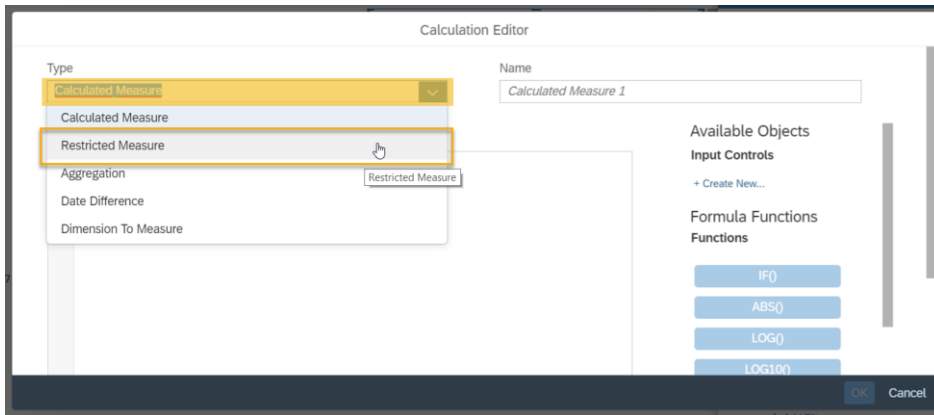 Calculation Editor
Type
Name
Calculated Measure
Calculated Measure 1
Calculated Measure
Restricted Measure
Restricted Measure
Aggregation
Date Difference
Dimension To Measure
Available Objects
Input Controls
+ Create New...
Formula Functions
Functions
IF()
ABS()
LOG()
LOG10()
7
OK
Cancel